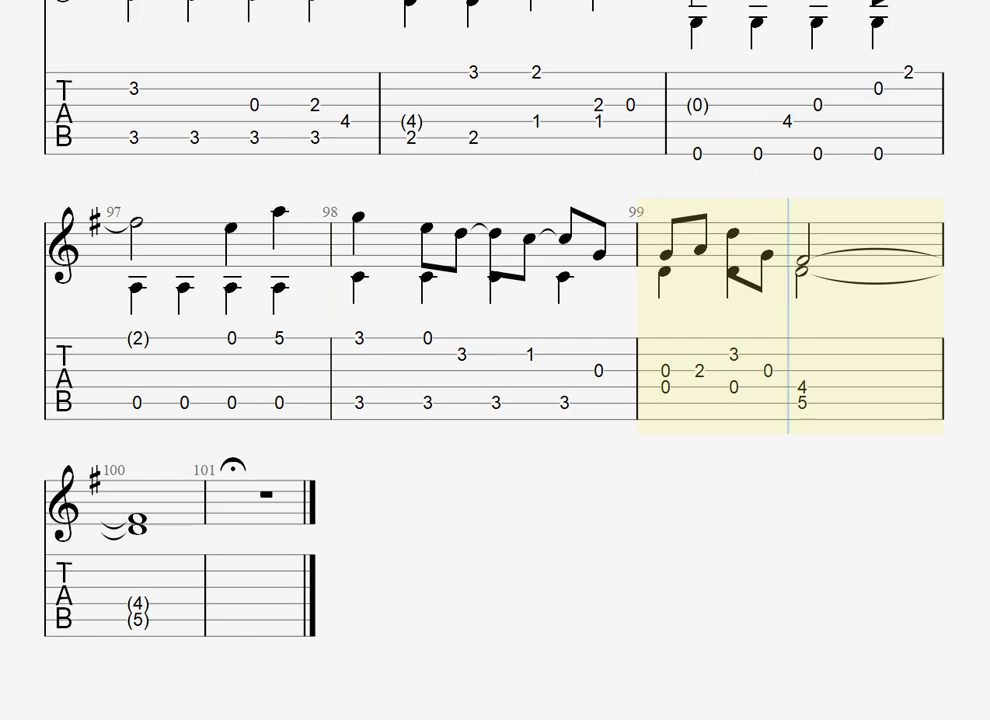 3 2
T 3 0
0 2 (0) 0
2 0
A 4 (4) 1 1 4
B 3 3 3 3 2 2
0 0 0 0
97 98 99
(2) 0 5 3 0
T 3 1 3
0 0 2 0
A 0 0 4
B 0 0 0 0 3 3 3 3 5
100 101
T
A (4)
B (5)